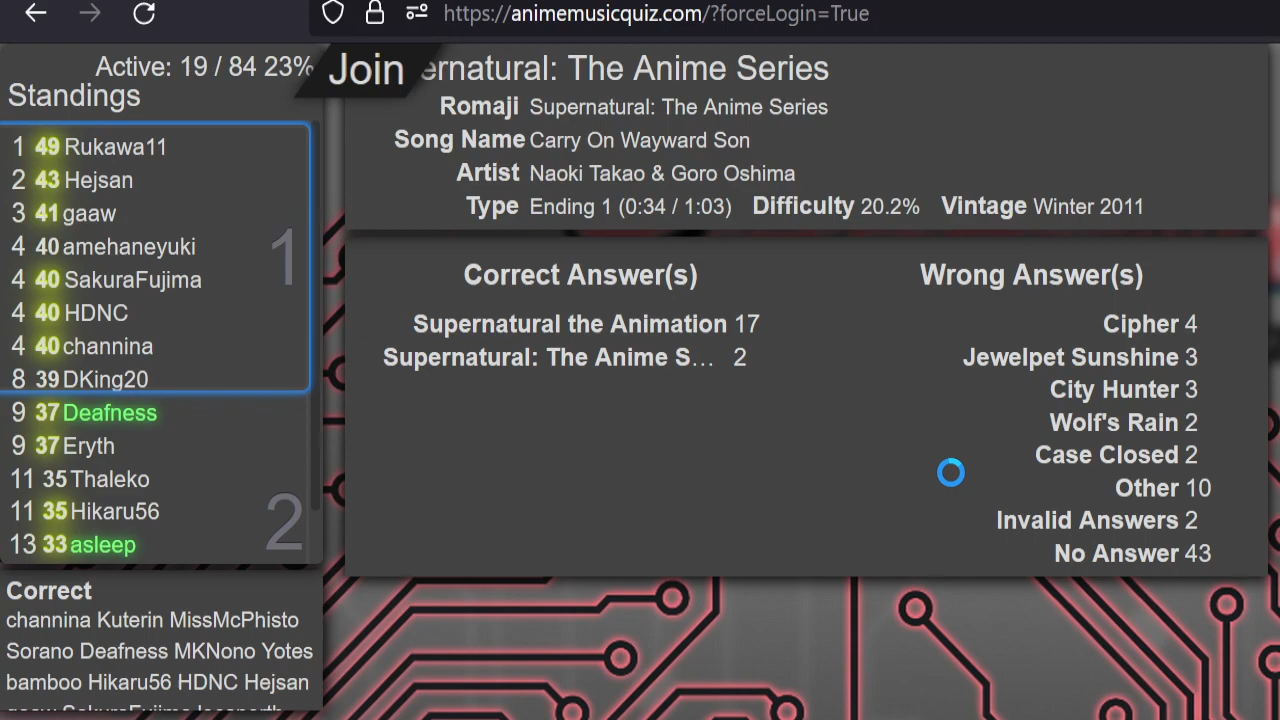 https://animemusicquiz.com/?forceLogin=True
Active: 19 / 84 23%
Join
Standings
1 49 Rukawa11
2 43 Hejsan
3 41 gaaw
4 40 amehaneyuki
4 40 SakuraFujima
4 40 HDNC
4 40 channina
8 39 DKing20
1
9 37 Deafness
9 37 Eryth
11 35 Thaleko
11 35 Hikaru56
13 33 asleep
2
Correct
channina Kuterin MissMcPhisto
Sorano Deafness MKNono Yotes
bamboo Hikaru56 HDNC Hejsan
ernatural: The Anime Series
Romaji Supernatural: The Anime Series
Song Name Carry On Wayward Son
Artist Naoki Takao & Goro Oshima
Type Ending 1 (0:34 / 1:03) Difficulty 20.2% Vintage Winter 2011
Correct Answer(s)
Supernatural the Animation 17
Supernatural: The Anime S... 2
Wrong Answer(s)
Cipher 4
Jewelpet Sunshine 3
City Hunter 3
Wolf's Rain 2
Case Closed 2
Other 10
Invalid Answers 2
No Answer 43